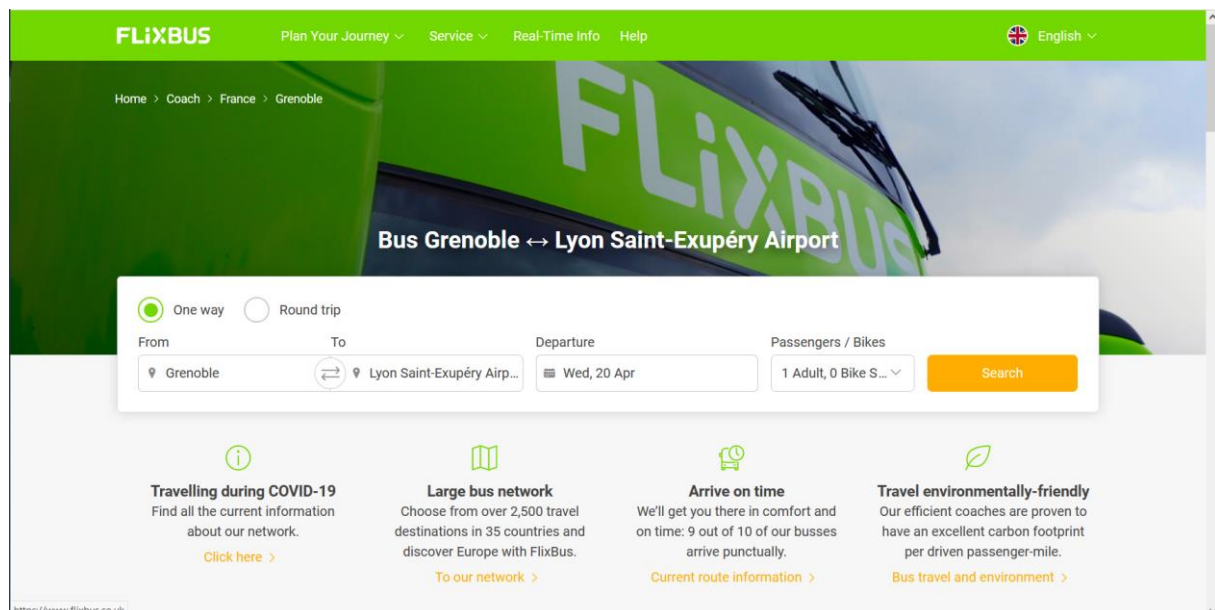 FLiXBUS
Plan Your Journey
Service
Real-Time Info
Help
English
Home > Coach > France > Grenoble
FLiXBUS
Bus Grenoble ↔ Lyon Saint-Exupéry Airport
One way
Round trip
From
To
Departure
Passengers / Bikes
Grenoble
Lyon Saint-Exupéry Airp...
Wed, 20 Apr
1 Adult, 0 Bike S...
Search
Travelling during COVID-19
Find all the current information
about our network.
Click here >
Large bus network
Choose from over 2,500 travel
destinations in 35 countries and
discover Europe with FlixBus.
To our network >
Arrive on time
We'll get you there in comfort and
on time: 9 out of 10 of our busses
arrive punctually.
Current route information >
Travel environmentally-friendly
Our efficient coaches are proven to
have an excellent carbon footprint
per driven passenger-mile.
Bus travel and environment >